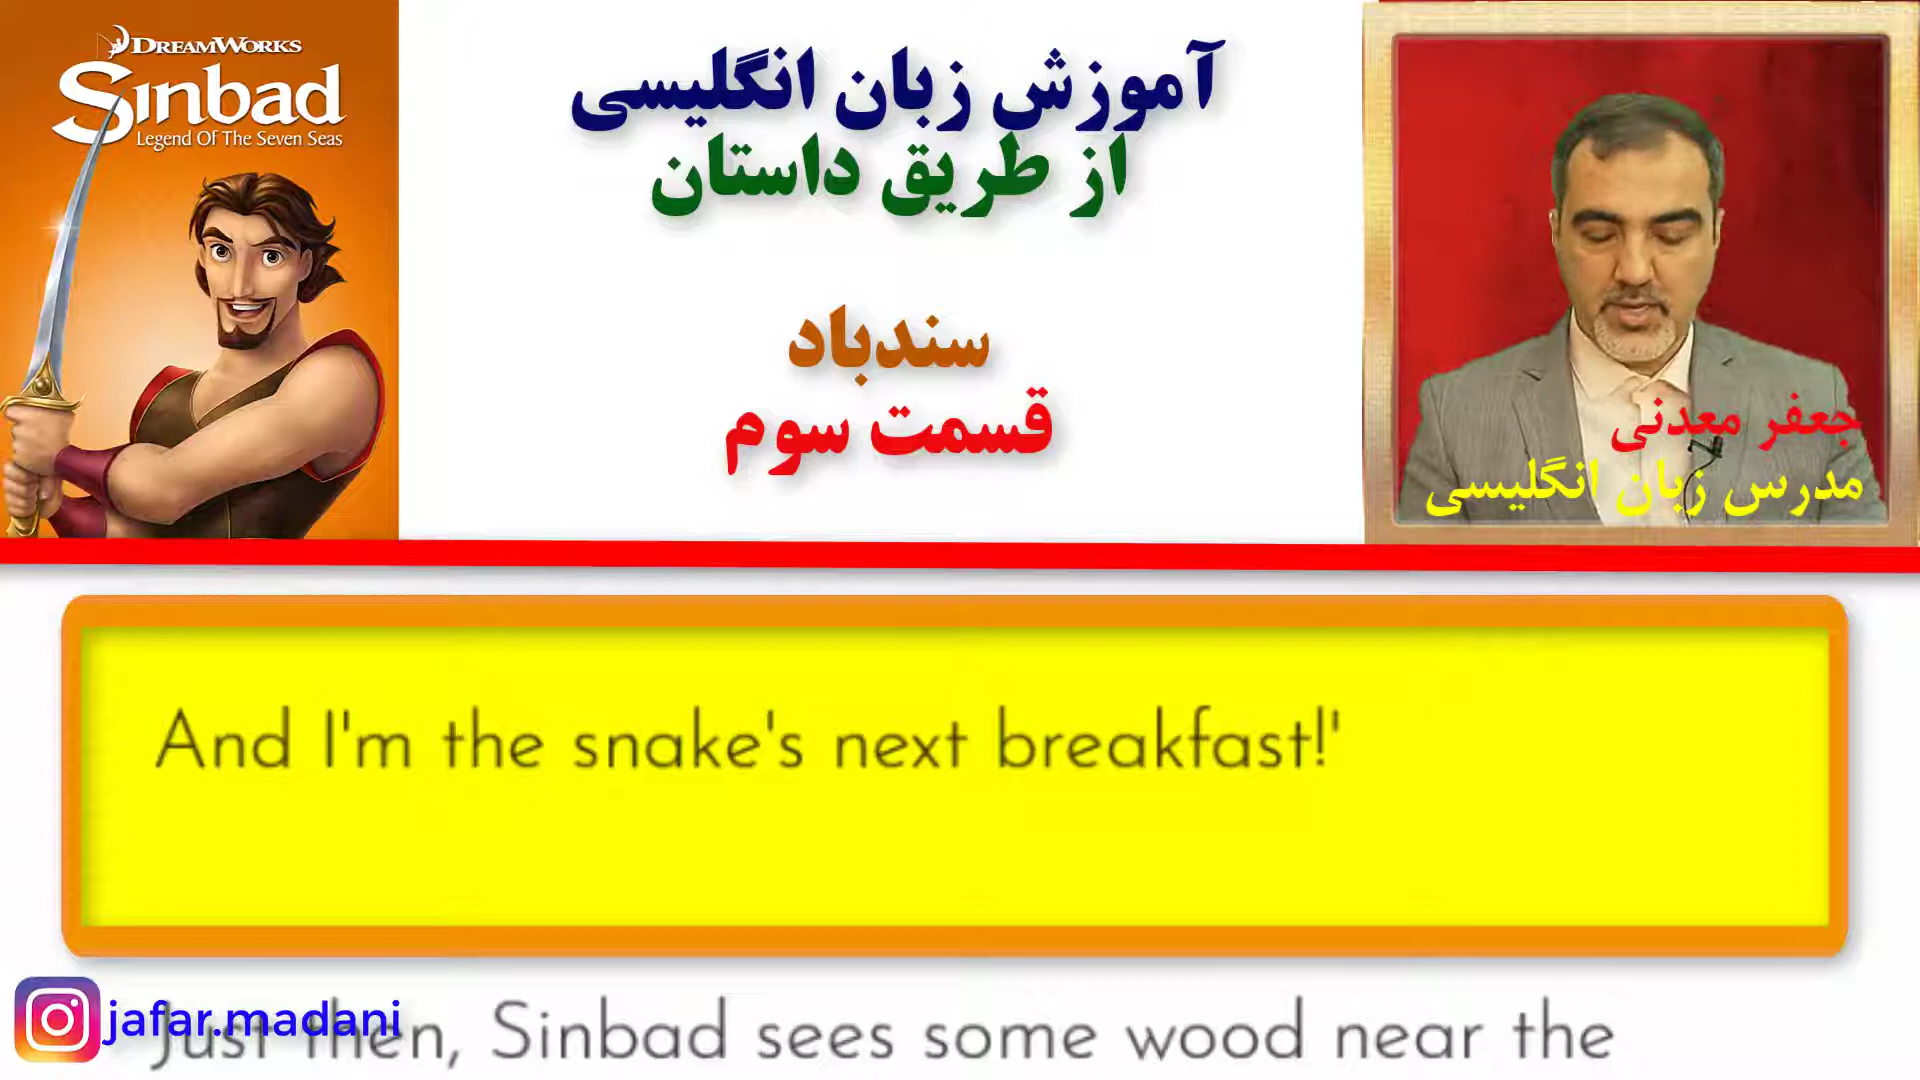 DREAMWORKS
Sinbad
Legend Of The Seven Seas
آموزش زبان انگلیسی
از طریق داستان
سندباد
قسمت سوم
جعفر معدنی
مدرس زبان انگلیسی
And I'm the snake's next breakfast!'
jafar.madani
Just then, Sinbad sees some wood near the